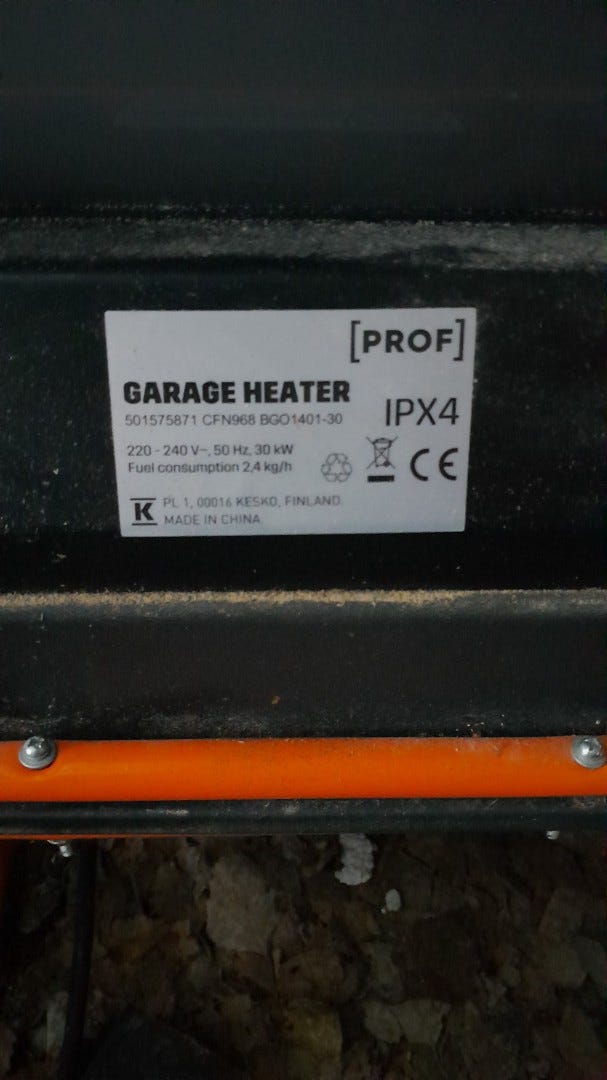 [PROF]
GARAGE HEATER
501575871 CFN968 BGO1401-30
IPX4
220 - 240 V~, 50 Hz, 30 kW
Fuel consumption 2,4 kg/h
CE
K
PL 1, 00016 KESKO, FINLAND.
MADE IN CHINA.